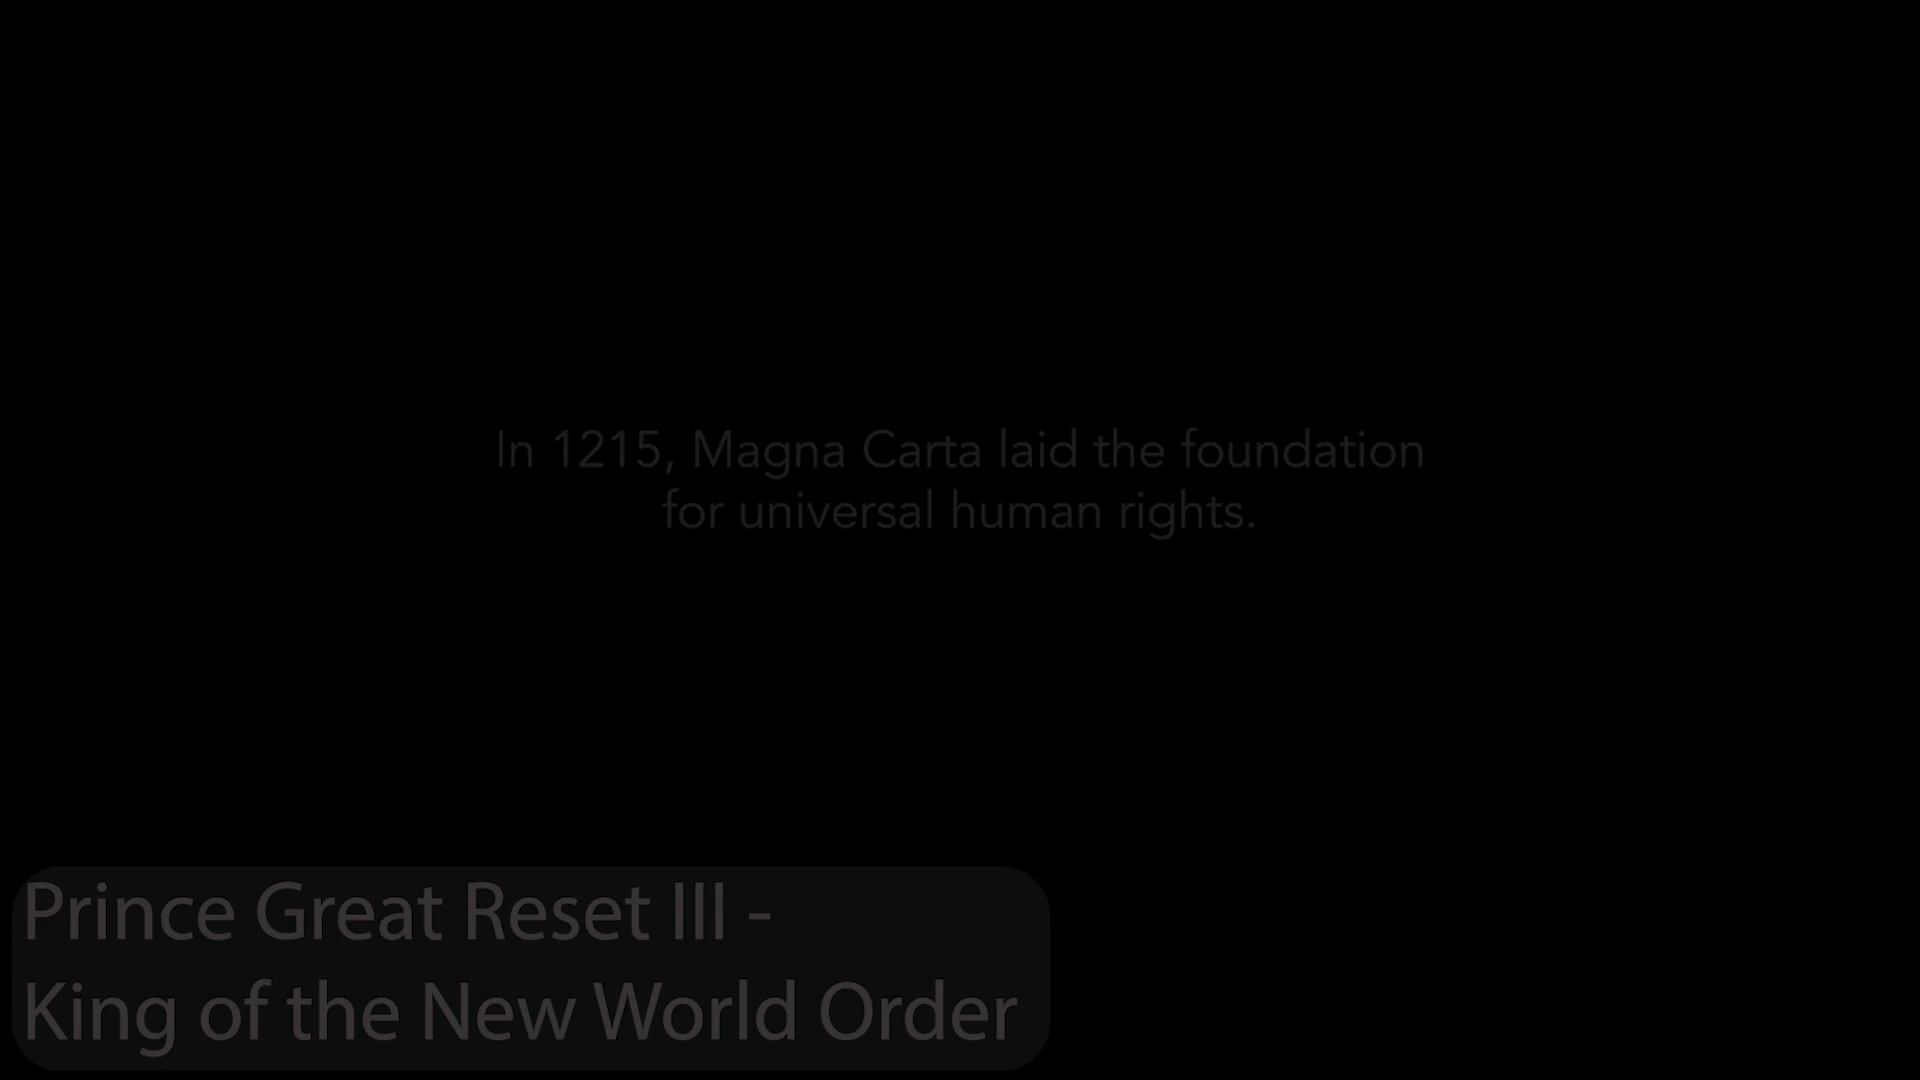 In 1215, Magna Carta laid the foundation
for universal human rights.
Prince Great Reset III -
King of the New World Order